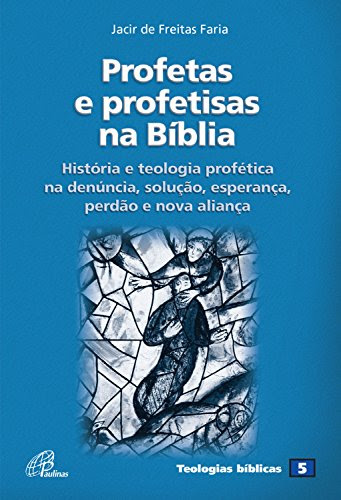 Jacir de Freitas Faria
Profetas
e profetisas
na Bíblia
História e teologia profética
na denúncia, solução, esperança,
perdão e nova aliança
Paulinas
Teologias bíblicas 5